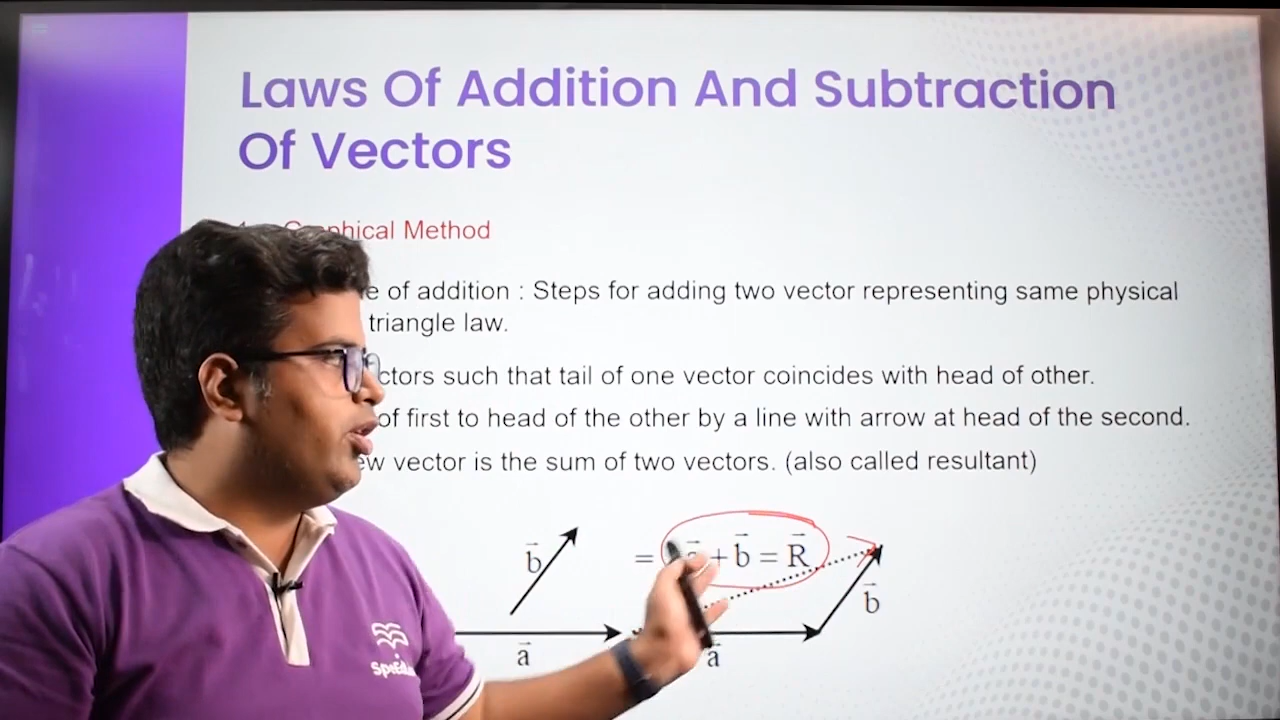 Laws Of Addition And Subtraction
Of Vectors
Graphical Method
of addition : Steps for adding two vector representing same physical
triangle law.
such that tail of one vector coincides with head of other.
of first to head of the other by a line with arrow at head of the second.
vector is the sum of two vectors. (also called resultant)
b⃗
= + b⃗ = R⃗
b⃗
a⃗
a⃗